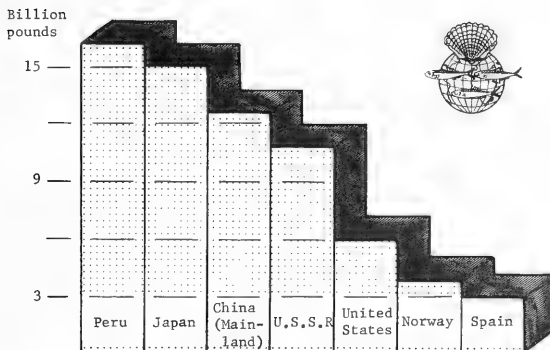 Billion
pounds
15
9
3
Peru
Japan
China
(Main-
land)
U.S.S.R
United
States
Norway
Spain